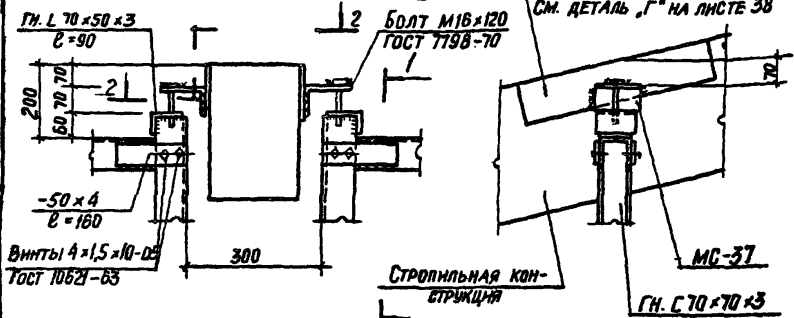 ГН. L 70×50×3
ℓ=90
2
Болт М16×120
ГОСТ 7798-70
СМ. ДЕТАЛЬ „Г" НА ЛИСТЕ 38
1
2
200
70
70
60
70
-50×4
ℓ=160
Винты 4×1,5×10-05
ГОСТ 10621-63
300
Стропильная кон-
струкция
МС-37
ГН. С 70×70×3